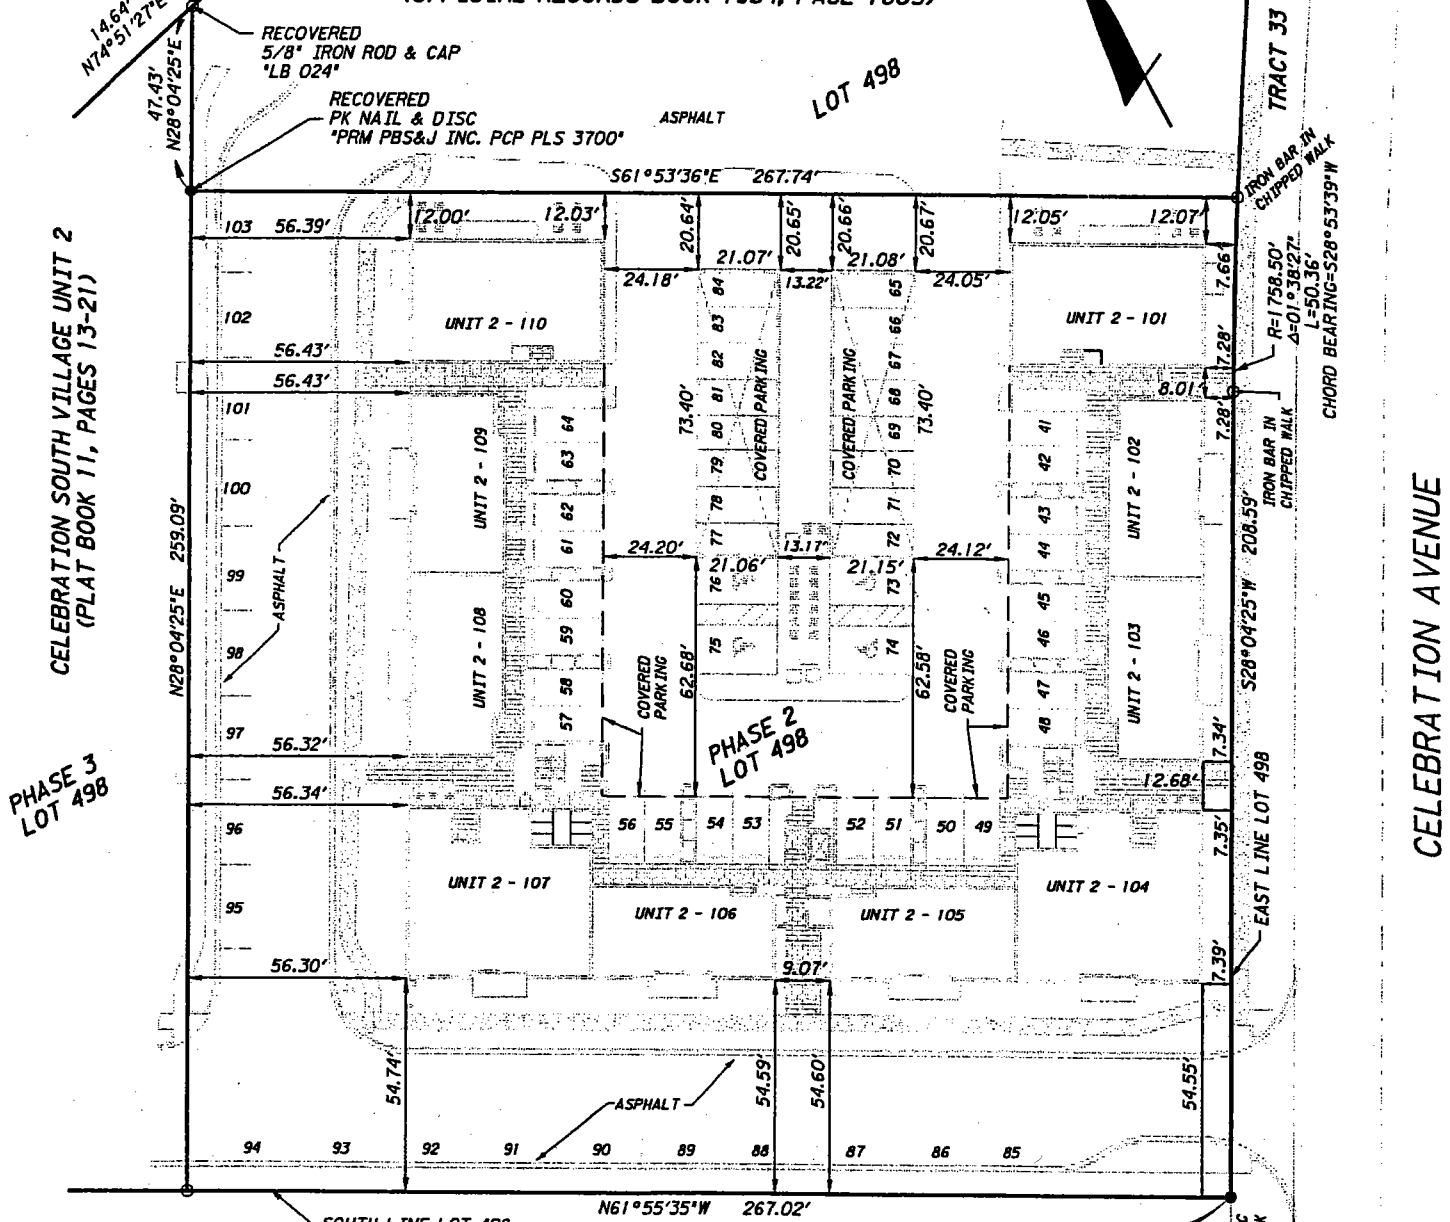 14.64'
N74°51'27"E
47.43'
N28°04'25"E
RECOVERED
5/8" IRON ROD & CAP
"LB 024"
RECOVERED
PK NAIL & DISC
"PRM PBS&J INC. PCP PLS 3700"
ASPHALT
LOT 498
TRACT 33
IRON BAR IN
CHIPPED WALK
S61°53'36"E 267.74'
103 56.39'
12.00'
12.03'
20.64'
20.65'
20.66'
20.67'
12.05'
12.07'
7.66'
R=1758.50'
Δ=01°38'27"
L=50.36'
CHORD BEARING=S28°53'39"W
24.18'
21.07'
13.22'
21.08'
24.05'
CELEBRATION SOUTH VILLAGE UNIT 2
(PLAT BOOK 11, PAGES 13-21)
102
UNIT 2 - 110
UNIT 2 - 101
84
83
82
81
80
79
78
77
76
75
65
66
67
68
69
70
71
72
73
74
COVERED PARKING
COVERED PARKING
73.40'
73.40'
56.43'
56.43'
7.28'
8.01'
7.28'
IRON BAR IN
CHIPPED WALK
101
100
99
98
97
96
95
ASPHALT
N28°04'25"E 259.09'
UNIT 2 - 109
UNIT 2 - 108
64
63
62
61
60
59
58
57
41
42
43
44
45
46
47
48
UNIT 2 - 102
UNIT 2 - 103
S28°04'25"W 208.59'
24.20'
21.06'
13.17'
21.15'
24.12'
62.68'
62.58'
COVERED
PARKING
COVERED
PARKING
PHASE 2
LOT 498
PHASE 3
LOT 498
CELEBRATION AVENUE
56.32'
56.34'
7.34'
12.68'
7.35'
EAST LINE LOT 498
56 55 54 53 52 51 50 49
UNIT 2 - 107
UNIT 2 - 106
UNIT 2 - 105
UNIT 2 - 104
56.30'
9.07'
7.39'
54.74'
54.59'
54.60'
54.55'
ASPHALT
94 93 92 91 90 89 88 87 86 85
N61°55'35"W 267.02'